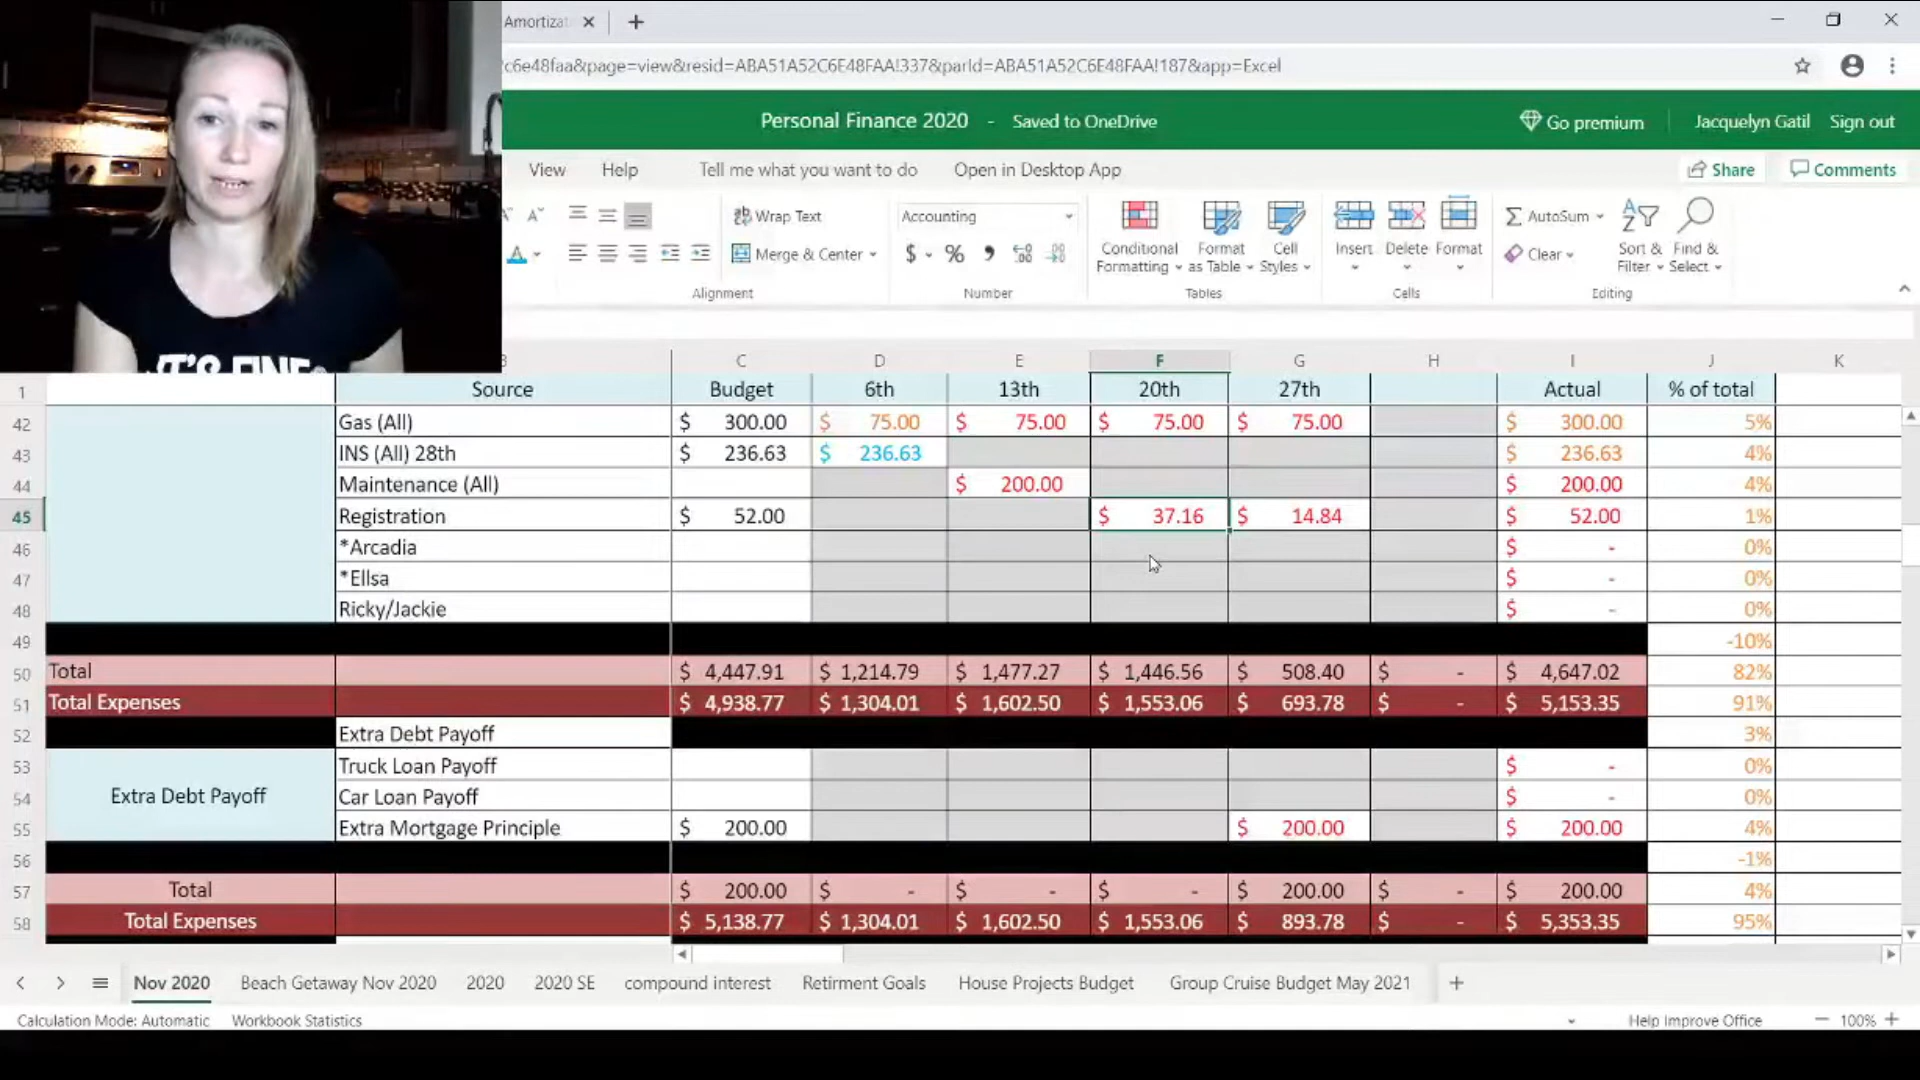 Amortiza
c6e48faa&page=view&resid=ABA51A52C6E48FAA!337&parId=ABA51A52C6E48FAA!187&app=Excel
Personal Finance 2020 - Saved to OneDrive Go premium Jacquelyn Gatil Sign out
View Help Tell me what you want to do Open in Desktop App Share Comments
Wrap Text Accounting AutoSum
Merge & Center $ % Conditional Formatting Format as Table Cell Styles Insert Delete Format Clear Sort & Filter Find & Select
Alignment Number Tables Cells Editing
C D E F G H I J K
1 Source Budget 6th 13th 20th 27th Actual % of total
42 Gas (All) $ 300.00 $ 75.00 $ 75.00 $ 75.00 $ 75.00 $ 300.00 5%
43 INS (All) 28th $ 236.63 $ 236.63 $ 236.63 4%
44 Maintenance (All) $ 200.00 $ 200.00 4%
45 Registration $ 52.00 $ 37.16 $ 14.84 $ 52.00 1%
46 *Arcadia $ - 0%
47 *Ellsa $ - 0%
48 Ricky/Jackie $ - 0%
49 -10%
50 Total $ 4,447.91 $ 1,214.79 $ 1,477.27 $ 1,446.56 $ 508.40 $ - $ 4,647.02 82%
51 Total Expenses $ 4,938.77 $ 1,304.01 $ 1,602.50 $ 1,553.06 $ 693.78 $ - $ 5,153.35 91%
52 Extra Debt Payoff 3%
53 Truck Loan Payoff $ - 0%
54 Extra Debt Payoff Car Loan Payoff $ - 0%
55 Extra Mortgage Principle $ 200.00 $ 200.00 $ 200.00 4%
56 -1%
57 Total $ 200.00 $ - $ - $ - $ 200.00 $ - $ 200.00 4%
58 Total Expenses $ 5,138.77 $ 1,304.01 $ 1,602.50 $ 1,553.06 $ 893.78 $ - $ 5,353.35 95%
Nov 2020 Beach Getaway Nov 2020 2020 2020 SE compound interest Retirment Goals House Projects Budget Group Cruise Budget May 2021
Calculation Mode: Automatic Workbook Statistics Help Improve Office 100%
IT'S FINE